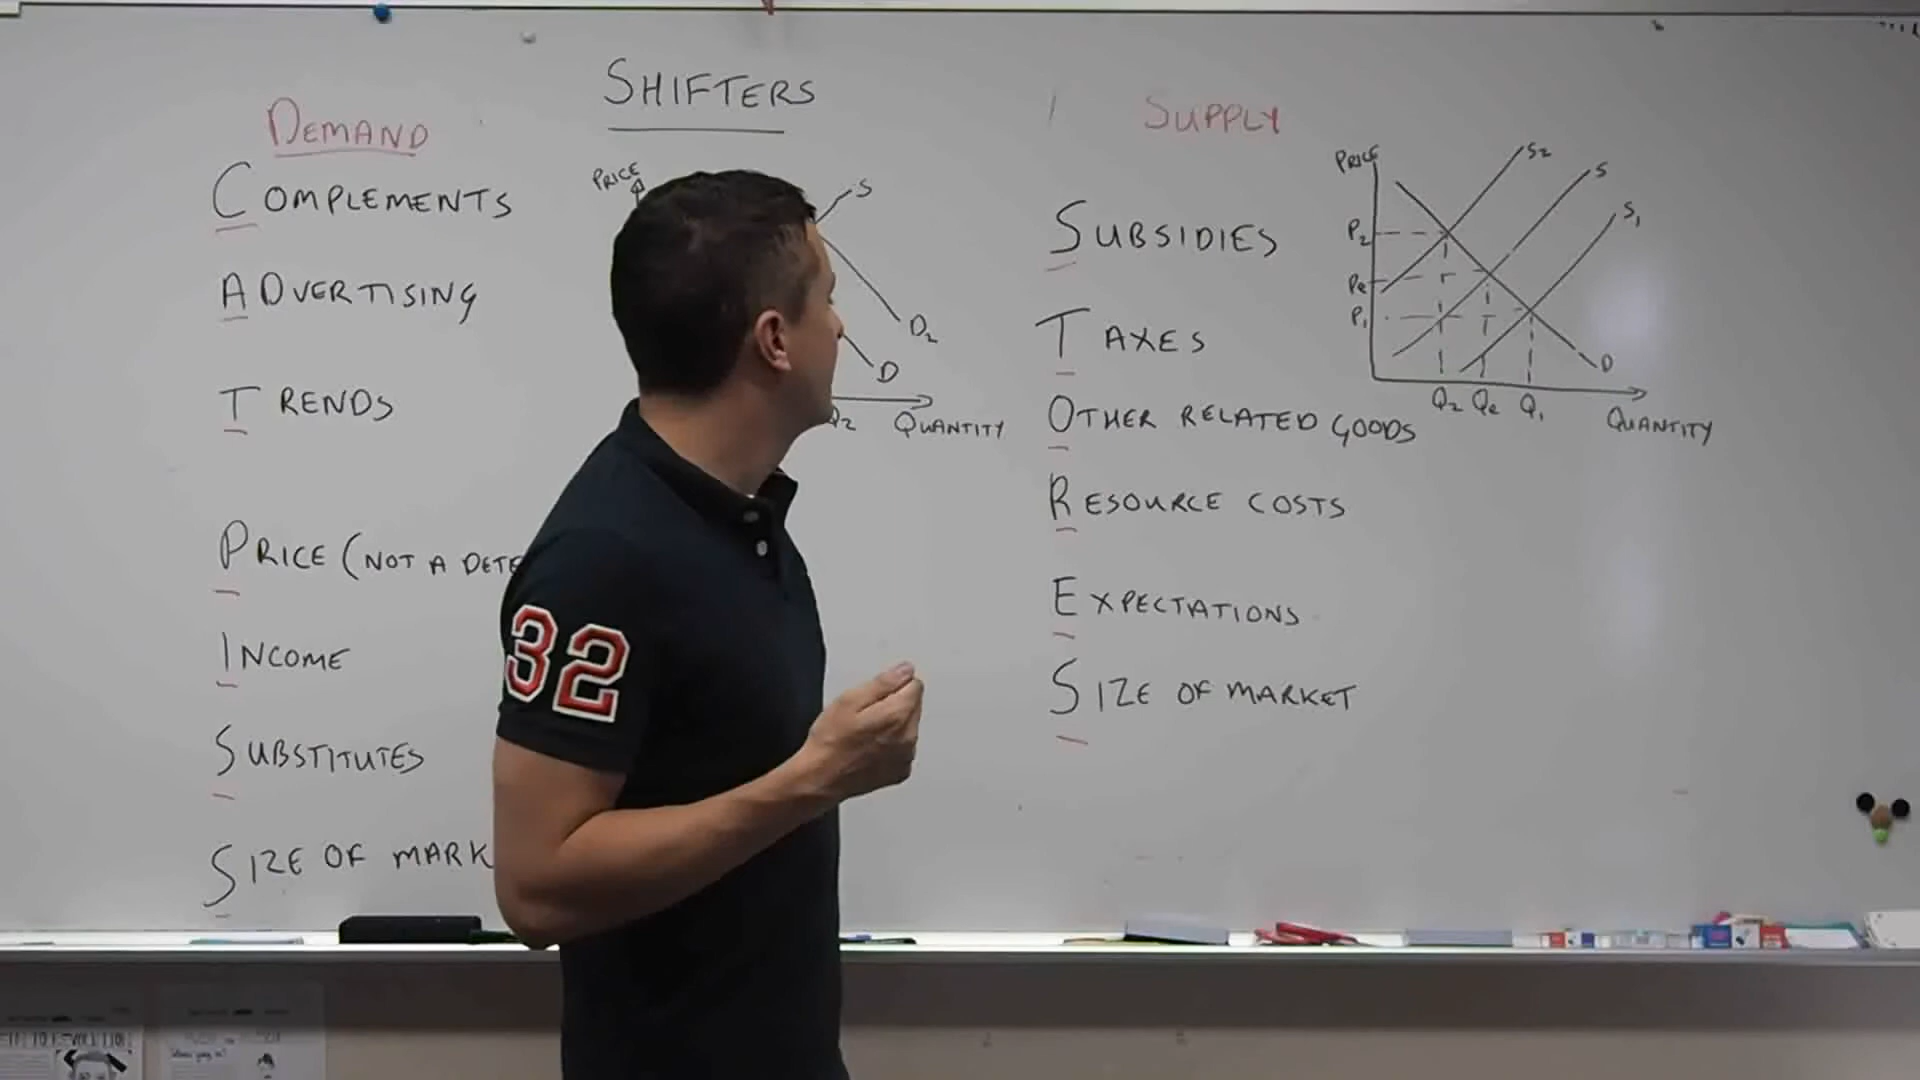 SHIFTERS
DEMAND
COMPLEMENTS
ADVERTISING
TRENDS
PRICE (NOT A DETE
INCOME
SUBSTITUTES
SIZE OF MARK
PRICE
S
D2
D
Q2
QUANTITY
32
SUPPLY
SUBSIDIES
TAXES
OTHER RELATED GOODS
RESOURCE COSTS
EXPECTATIONS
SIZE OF MARKET
PRICE
S2
S
S1
P2
Pe
P1
D
Q2 Qe Q1
QUANTITY